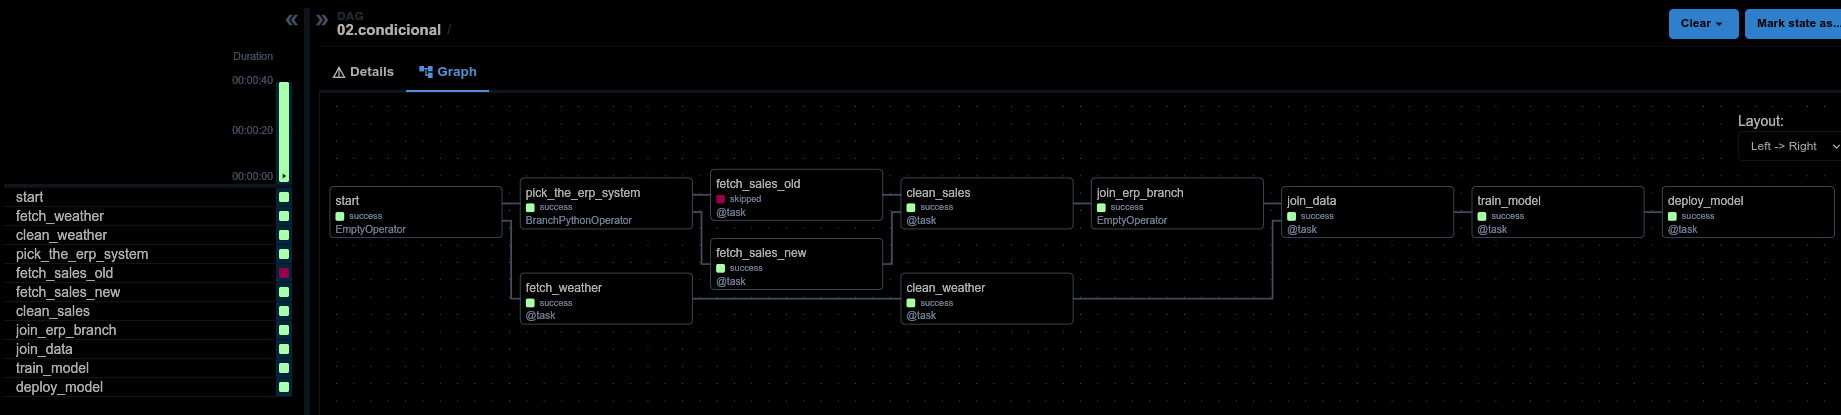 DAG
02.condicional /
Clear
Mark state as...
Details
Graph
Duration
00:00:40
00:00:20
00:00:00
start
fetch_weather
clean_weather
pick_the_erp_system
fetch_sales_old
fetch_sales_new
clean_sales
join_erp_branch
join_data
train_model
deploy_model
Layout:
Left -> Right
start
success
EmptyOperator
pick_the_erp_system
success
BranchPythonOperator
fetch_sales_old
skipped
@task
fetch_sales_new
success
@task
fetch_weather
success
@task
clean_sales
success
@task
clean_weather
success
@task
join_erp_branch
success
EmptyOperator
join_data
success
@task
train_model
success
@task
deploy_model
success
@task